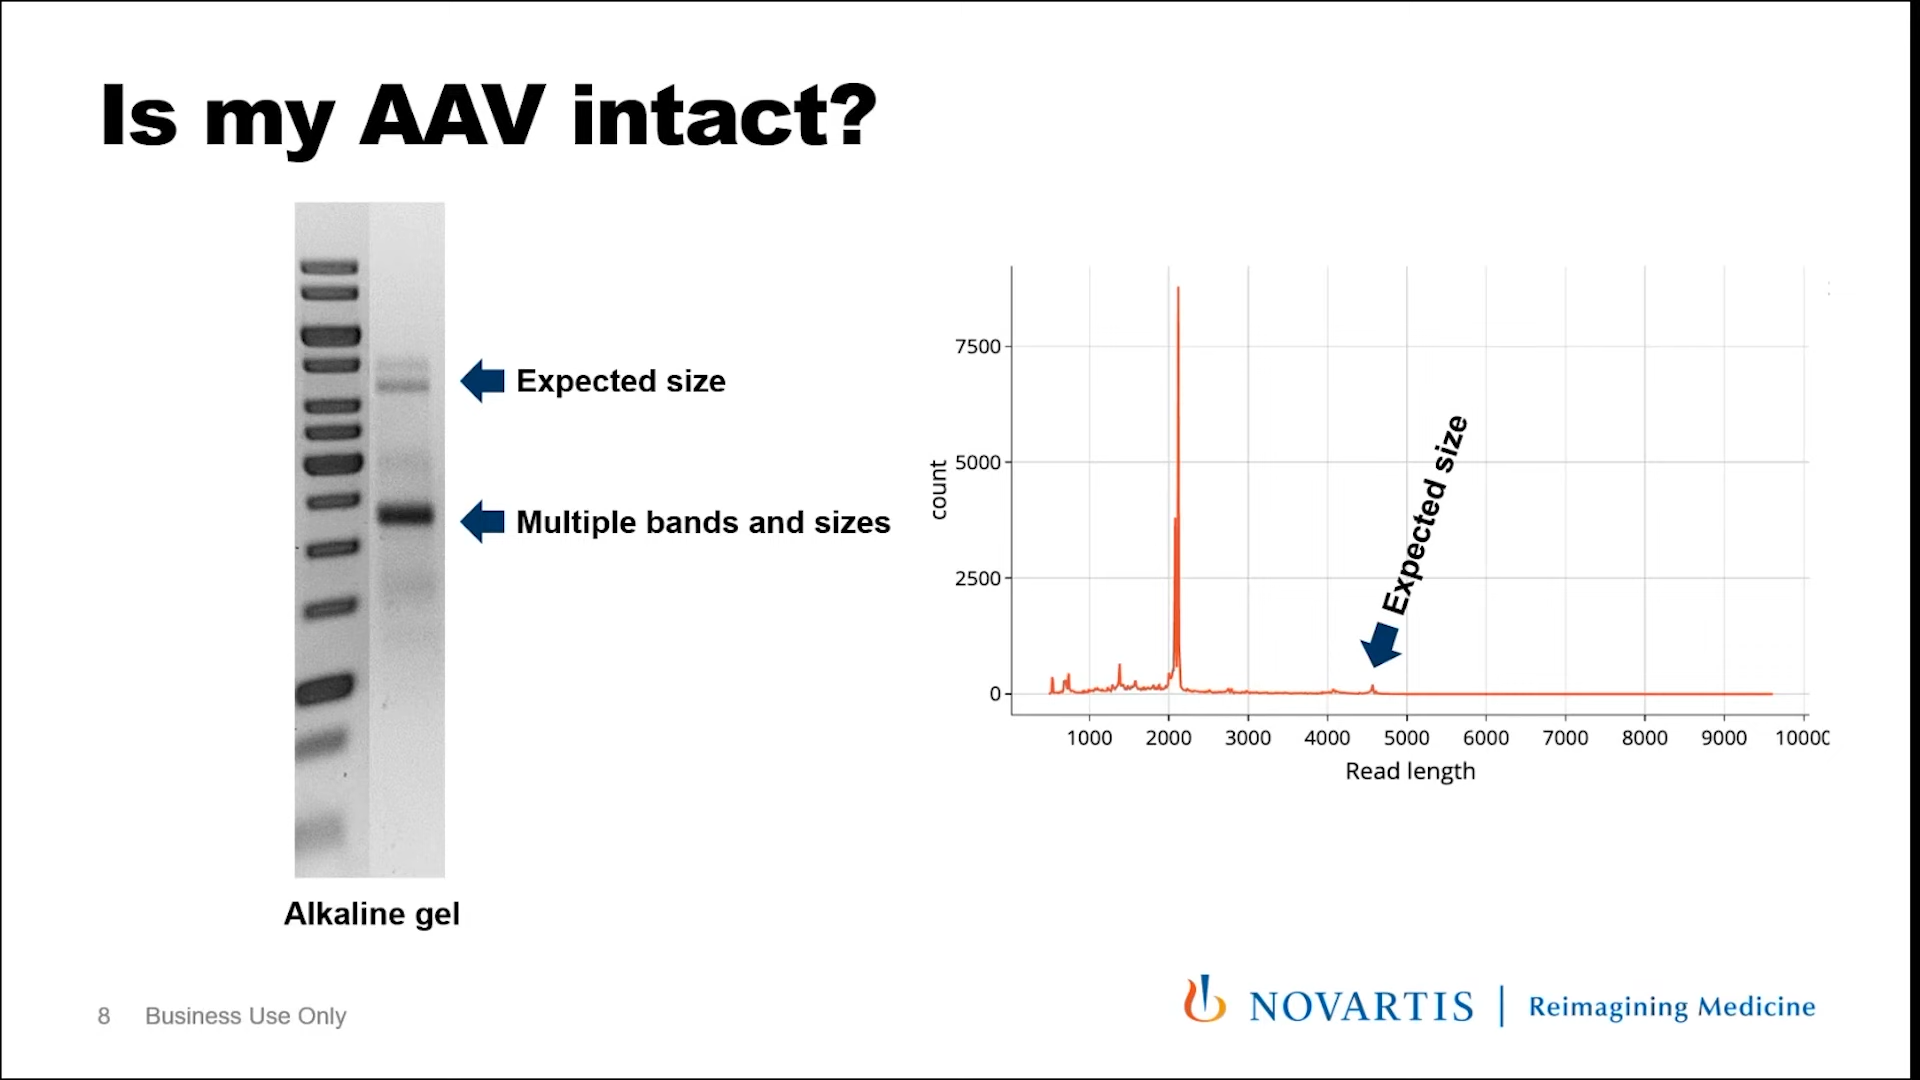 Is my AAV intact?
Expected size
Multiple bands and sizes
Alkaline gel
count
7500
5000
2500
0
Expected size
1000 2000 3000 4000 5000 6000 7000 8000 9000 10000
Read length
8 Business Use Only
NOVARTIS | Reimagining Medicine